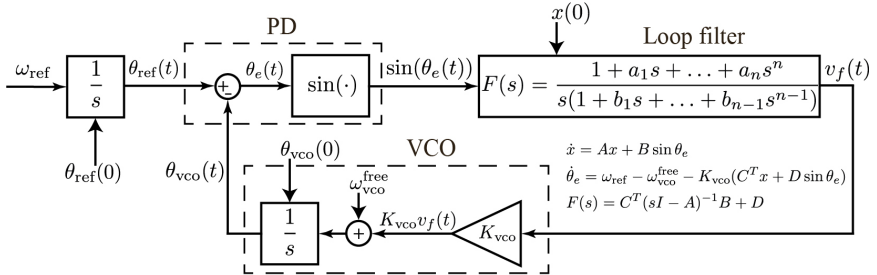 PD
x(0)
Loop filter
ω_ref
1/s
θ_ref(t)
+
-
θ_e(t)
sin(·)
sin(θ_e(t))
F(s) = (1 + a_1 s + … + a_n s^n) / (s(1 + b_1 s + … + b_{n−1} s^{n−1}))
v_f(t)
θ_ref(0)
θ_vco(t)
VCO
θ_vco(0)
ω_vco^free
1/s
+
K_vco v_f(t)
K_vco
ẋ = Ax + B sin θ_e
θ̇_e = ω_ref − ω_vco^free − K_vco(C^T x + D sin θ_e)
F(s) = C^T(sI − A)^{−1}B + D